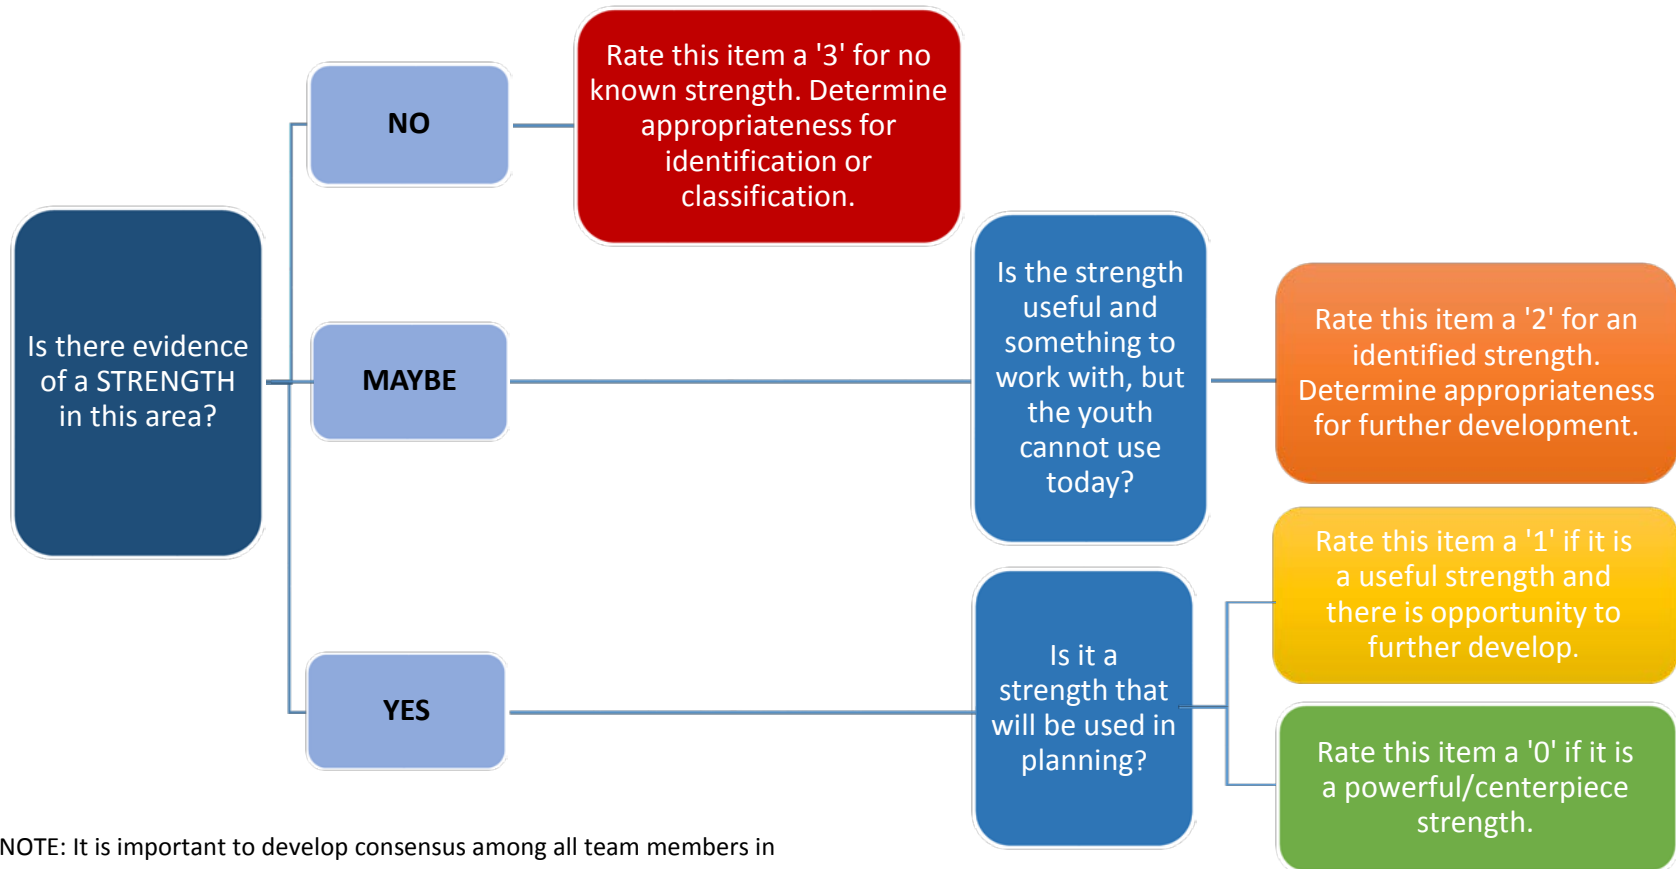 Is there evidence
of a STRENGTH
in this area?
NO
Rate this item a '3' for no
known strength. Determine
appropriateness for
identification or
classification.
MAYBE
Is the strength
useful and
something to
work with, but
the youth
cannot use
today?
Rate this item a '2' for an
identified strength.
Determine appropriateness
for further development.
YES
Is it a
strength that
will be used in
planning?
Rate this item a '1' if it is
a useful strength and
there is opportunity to
further develop.
Rate this item a '0' if it is
a powerful/centerpiece
strength.
NOTE: It is important to develop consensus among all team members in